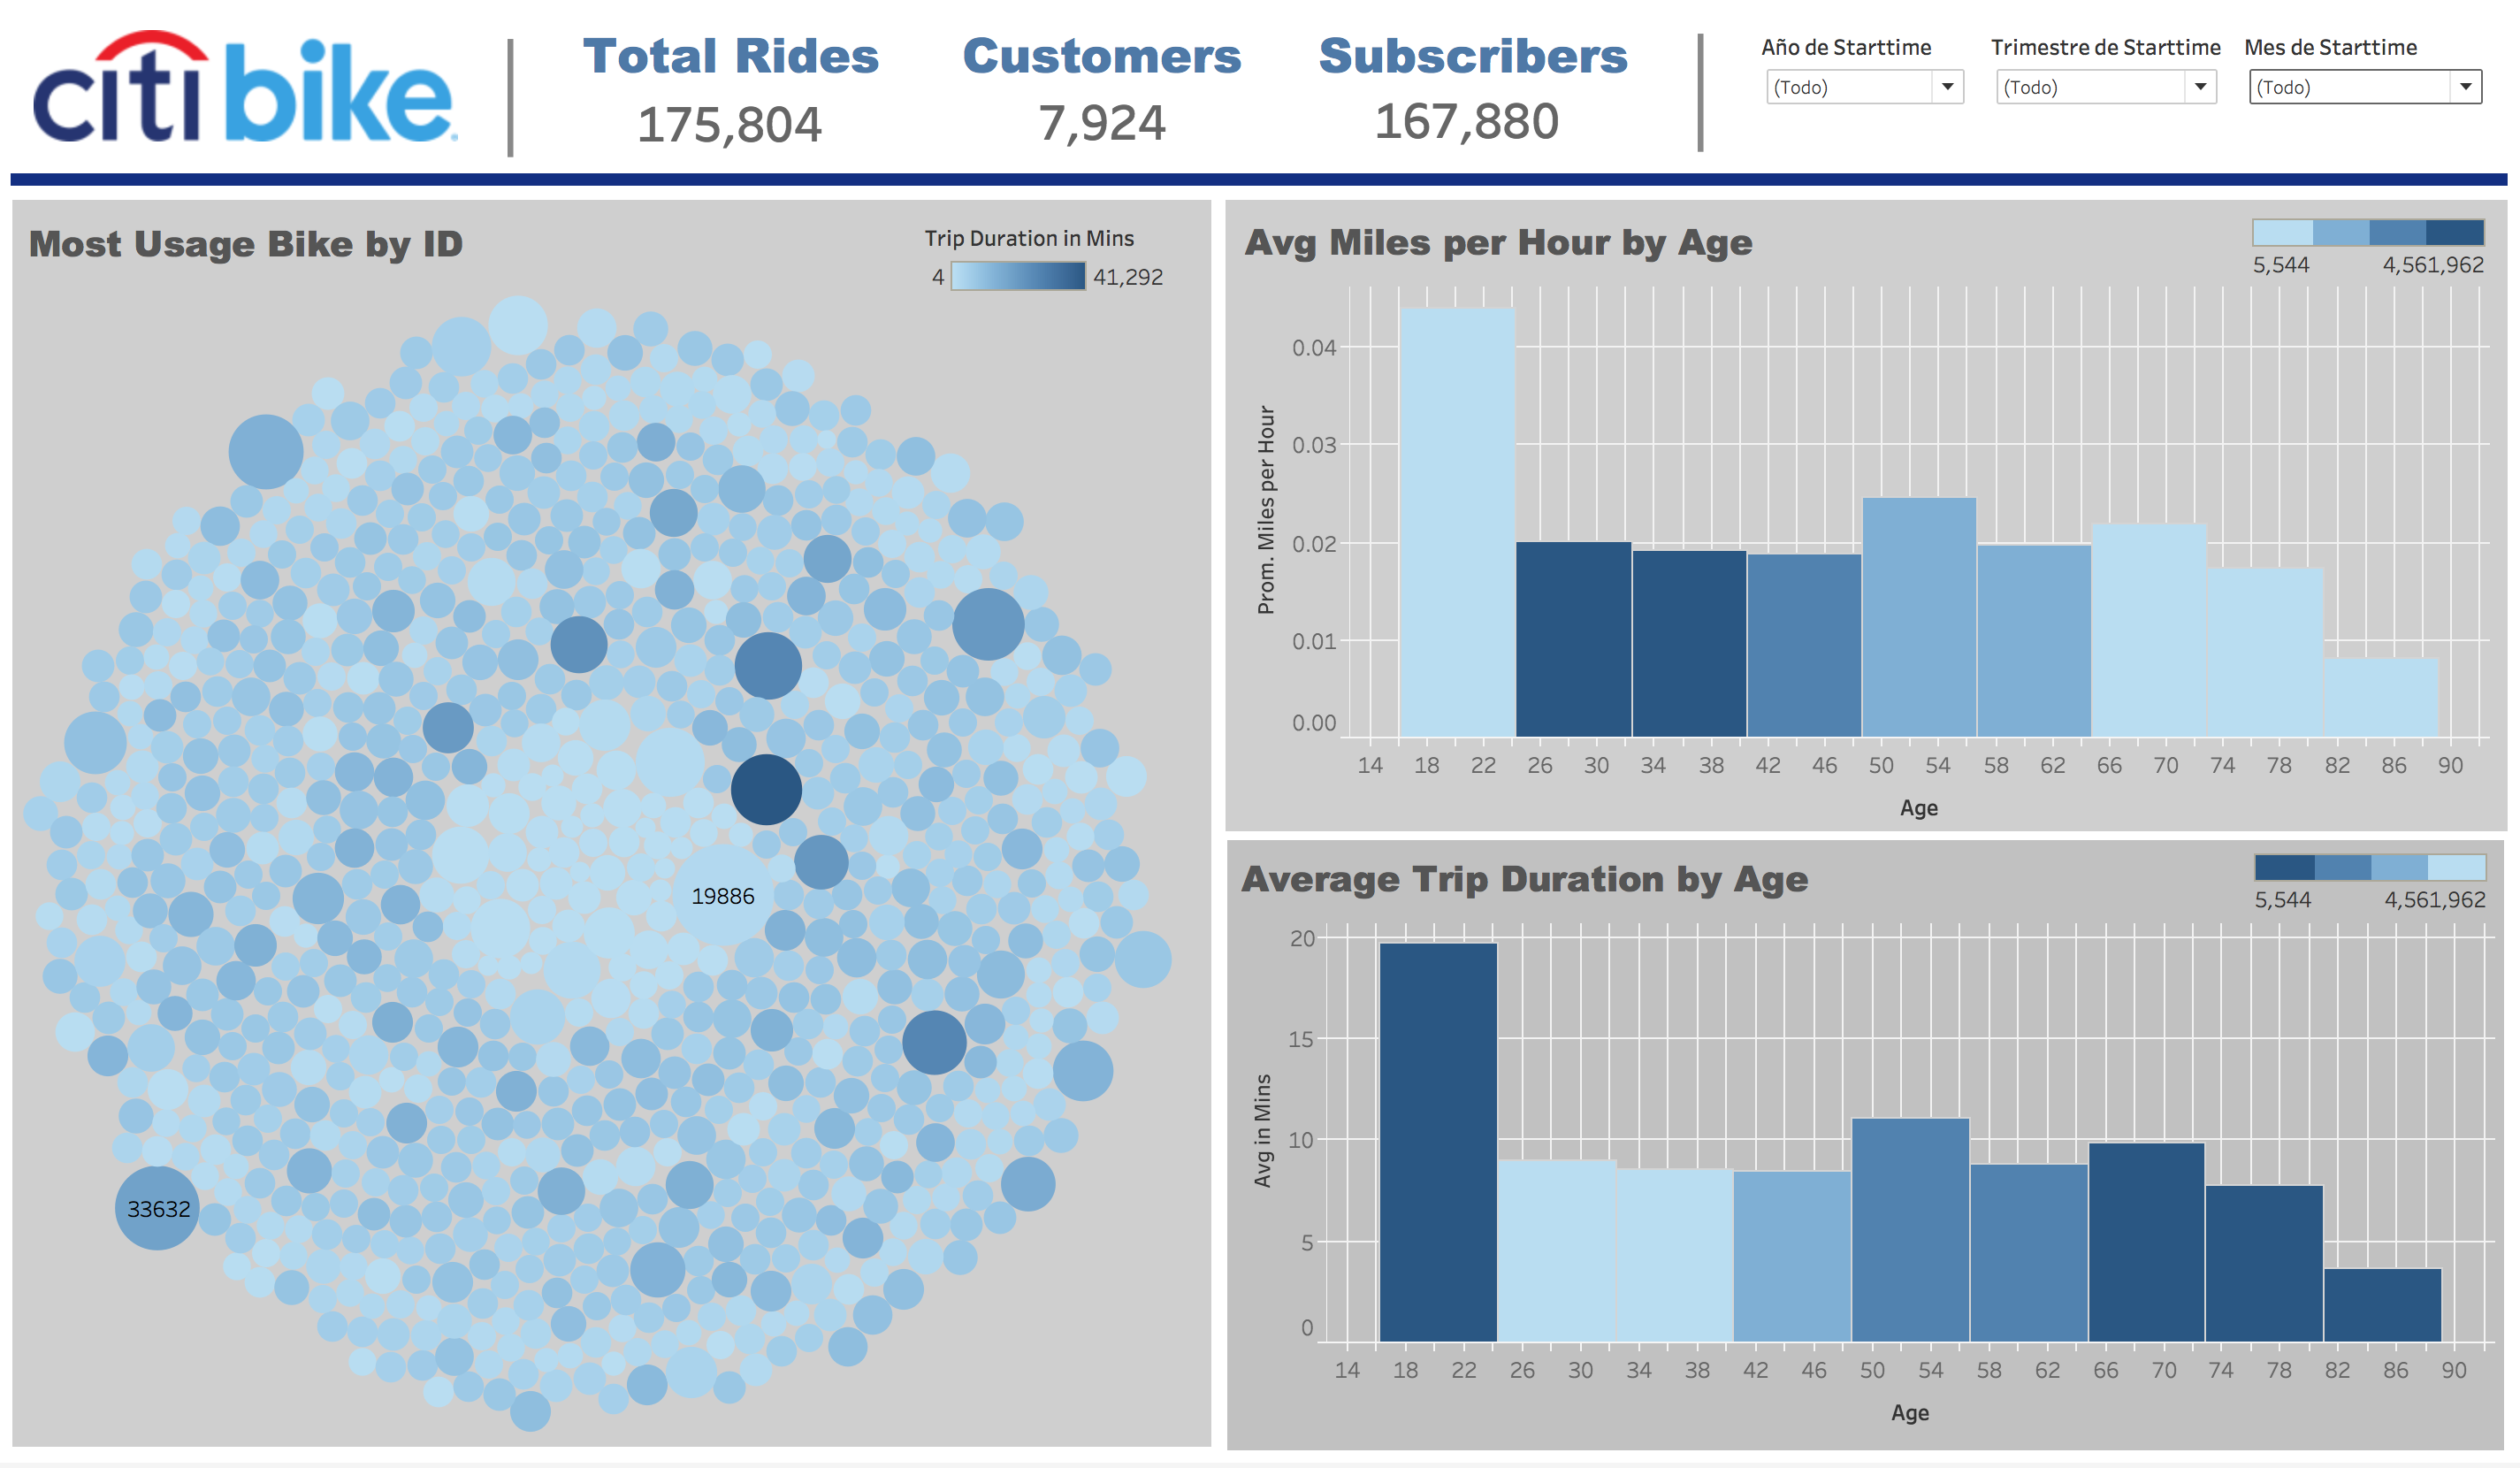 citi bike
Total Rides
175,804
Customers
7,924
Subscribers
167,880
Año de Starttime
(Todo)
Trimestre de Starttime
(Todo)
Mes de Starttime
(Todo)
Most Usage Bike by ID
Trip Duration in Mins
4 41,292
19886
33632
Avg Miles per Hour by Age
5,544 4,561,962
Prom. Miles per Hour
0.04
0.03
0.02
0.01
0.00
14 18 22 26 30 34 38 42 46 50 54 58 62 66 70 74 78 82 86 90
Age
Average Trip Duration by Age
5,544 4,561,962
Avg in Mins
20
15
10
5
0
14 18 22 26 30 34 38 42 46 50 54 58 62 66 70 74 78 82 86 90
Age